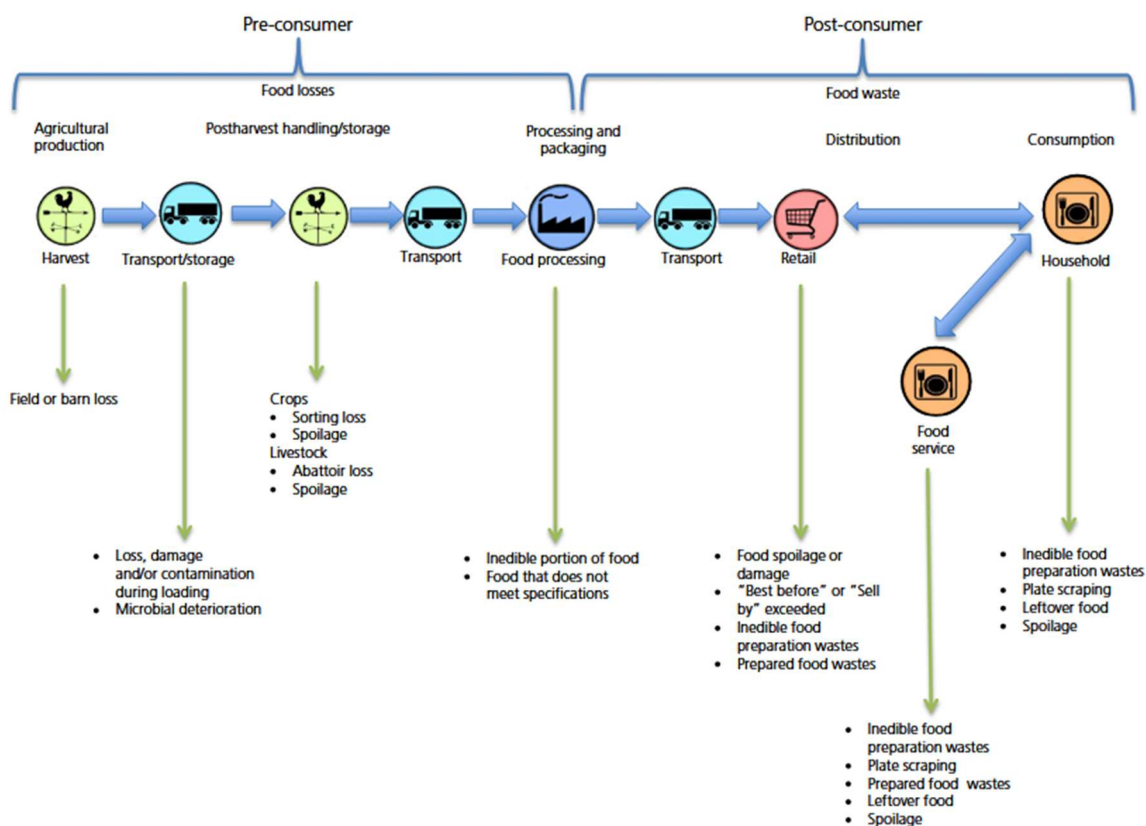 Pre-consumer
Post-consumer
Food losses
Food waste
Agricultural
production
Postharvest handling/storage
Processing and
packaging
Distribution
Consumption
Harvest
Transport/storage
Transport
Food processing
Transport
Retail
Household
Field or barn loss
Crops
• Sorting loss
• Spoilage
Livestock
• Abattoir loss
• Spoilage
Food
service
• Loss, damage
and/or contamination
during loading
• Microbial deterioration
• Inedible portion of food
• Food that does not
meet specifications
• Food spoilage or
damage
• "Best before" or "Sell
by" exceeded
• Inedible food
preparation wastes
• Prepared food wastes
• Inedible food
preparation wastes
• Plate scraping
• Leftover food
• Spoilage
• Inedible food
preparation wastes
• Plate scraping
• Prepared food wastes
• Leftover food
• Spoilage